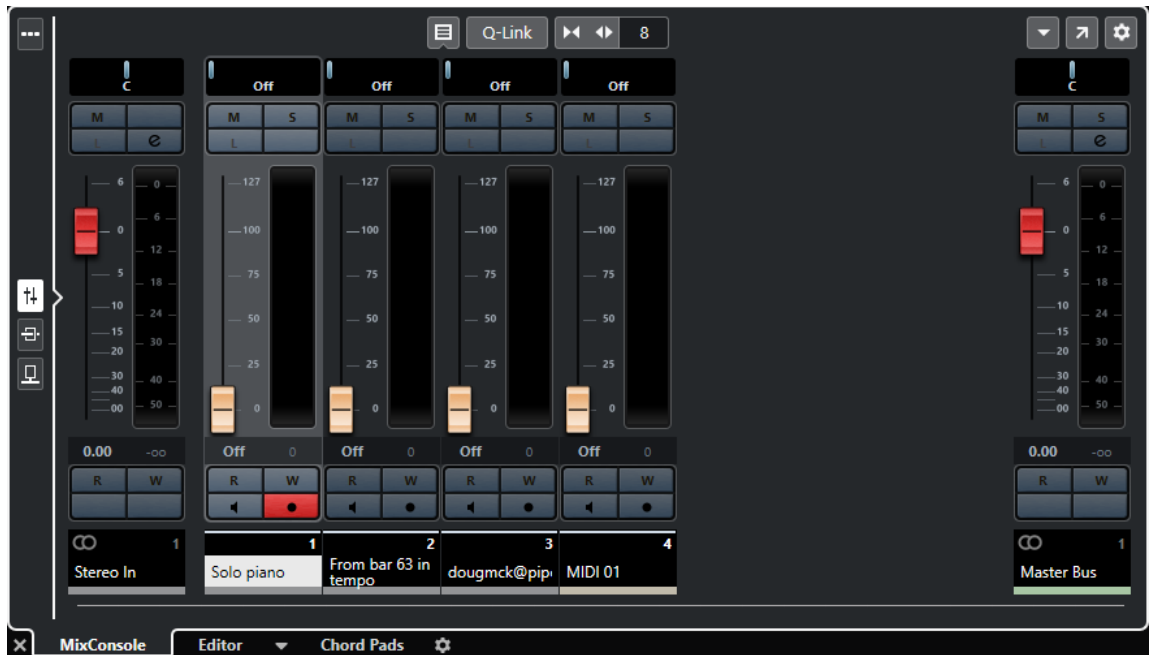 Q-Link 8
C Off Off Off Off C
M M S M S M S M S M S
L e L L L L L e
6 0 127 127 127 127 6 0
0 6 100 100 100 100 0 6
12 12
5 18 75 75 75 75 5 18
10 24 50 50 50 50 10 24
15 30 15 30
20 25 25 25 25 20
30 40 30 40
40 40
00 50 0 0 0 0 00 50
0.00 -oo Off 0 Off 0 Off 0 Off 0 0.00 -oo
R W R W R W R W R W R W
1 1 2 3 4 1
Stereo In Solo piano From bar 63 in dougmck@pip MIDI 01 Master Bus
tempo
MixConsole Editor Chord Pads